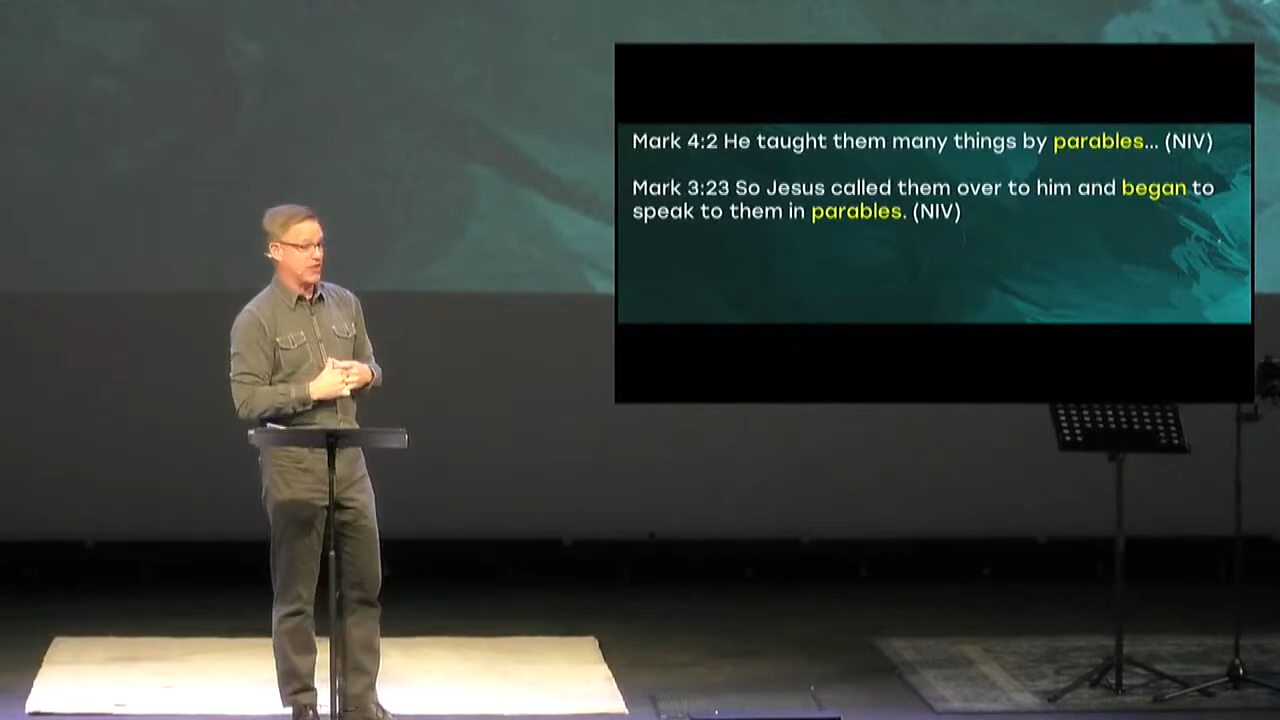 Mark 4:2 He taught them many things by parables... (NIV)
Mark 3:23 So Jesus called them over to him and began to
speak to them in parables. (NIV)